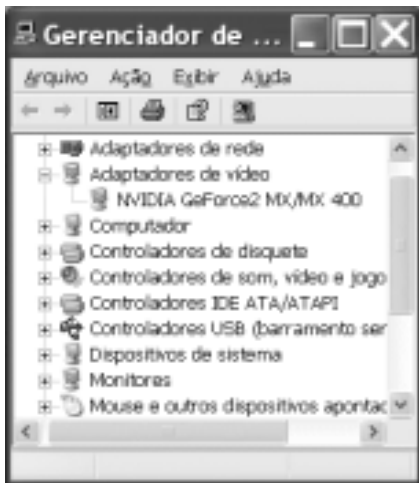 Gerenciador de ...
Arquivo Ação Exibir Ajuda
Adaptadores de rede
Adaptadores de vídeo
NVIDIA GeForce2 MX/MX 400
Computador
Controladores de disquete
Controladores de som, vídeo e jogo
Controladores IDE ATA/ATAPI
Controladores USB (barramento ser
Dispositivos de sistema
Monitores
Mouse e outros dispositivos apontac